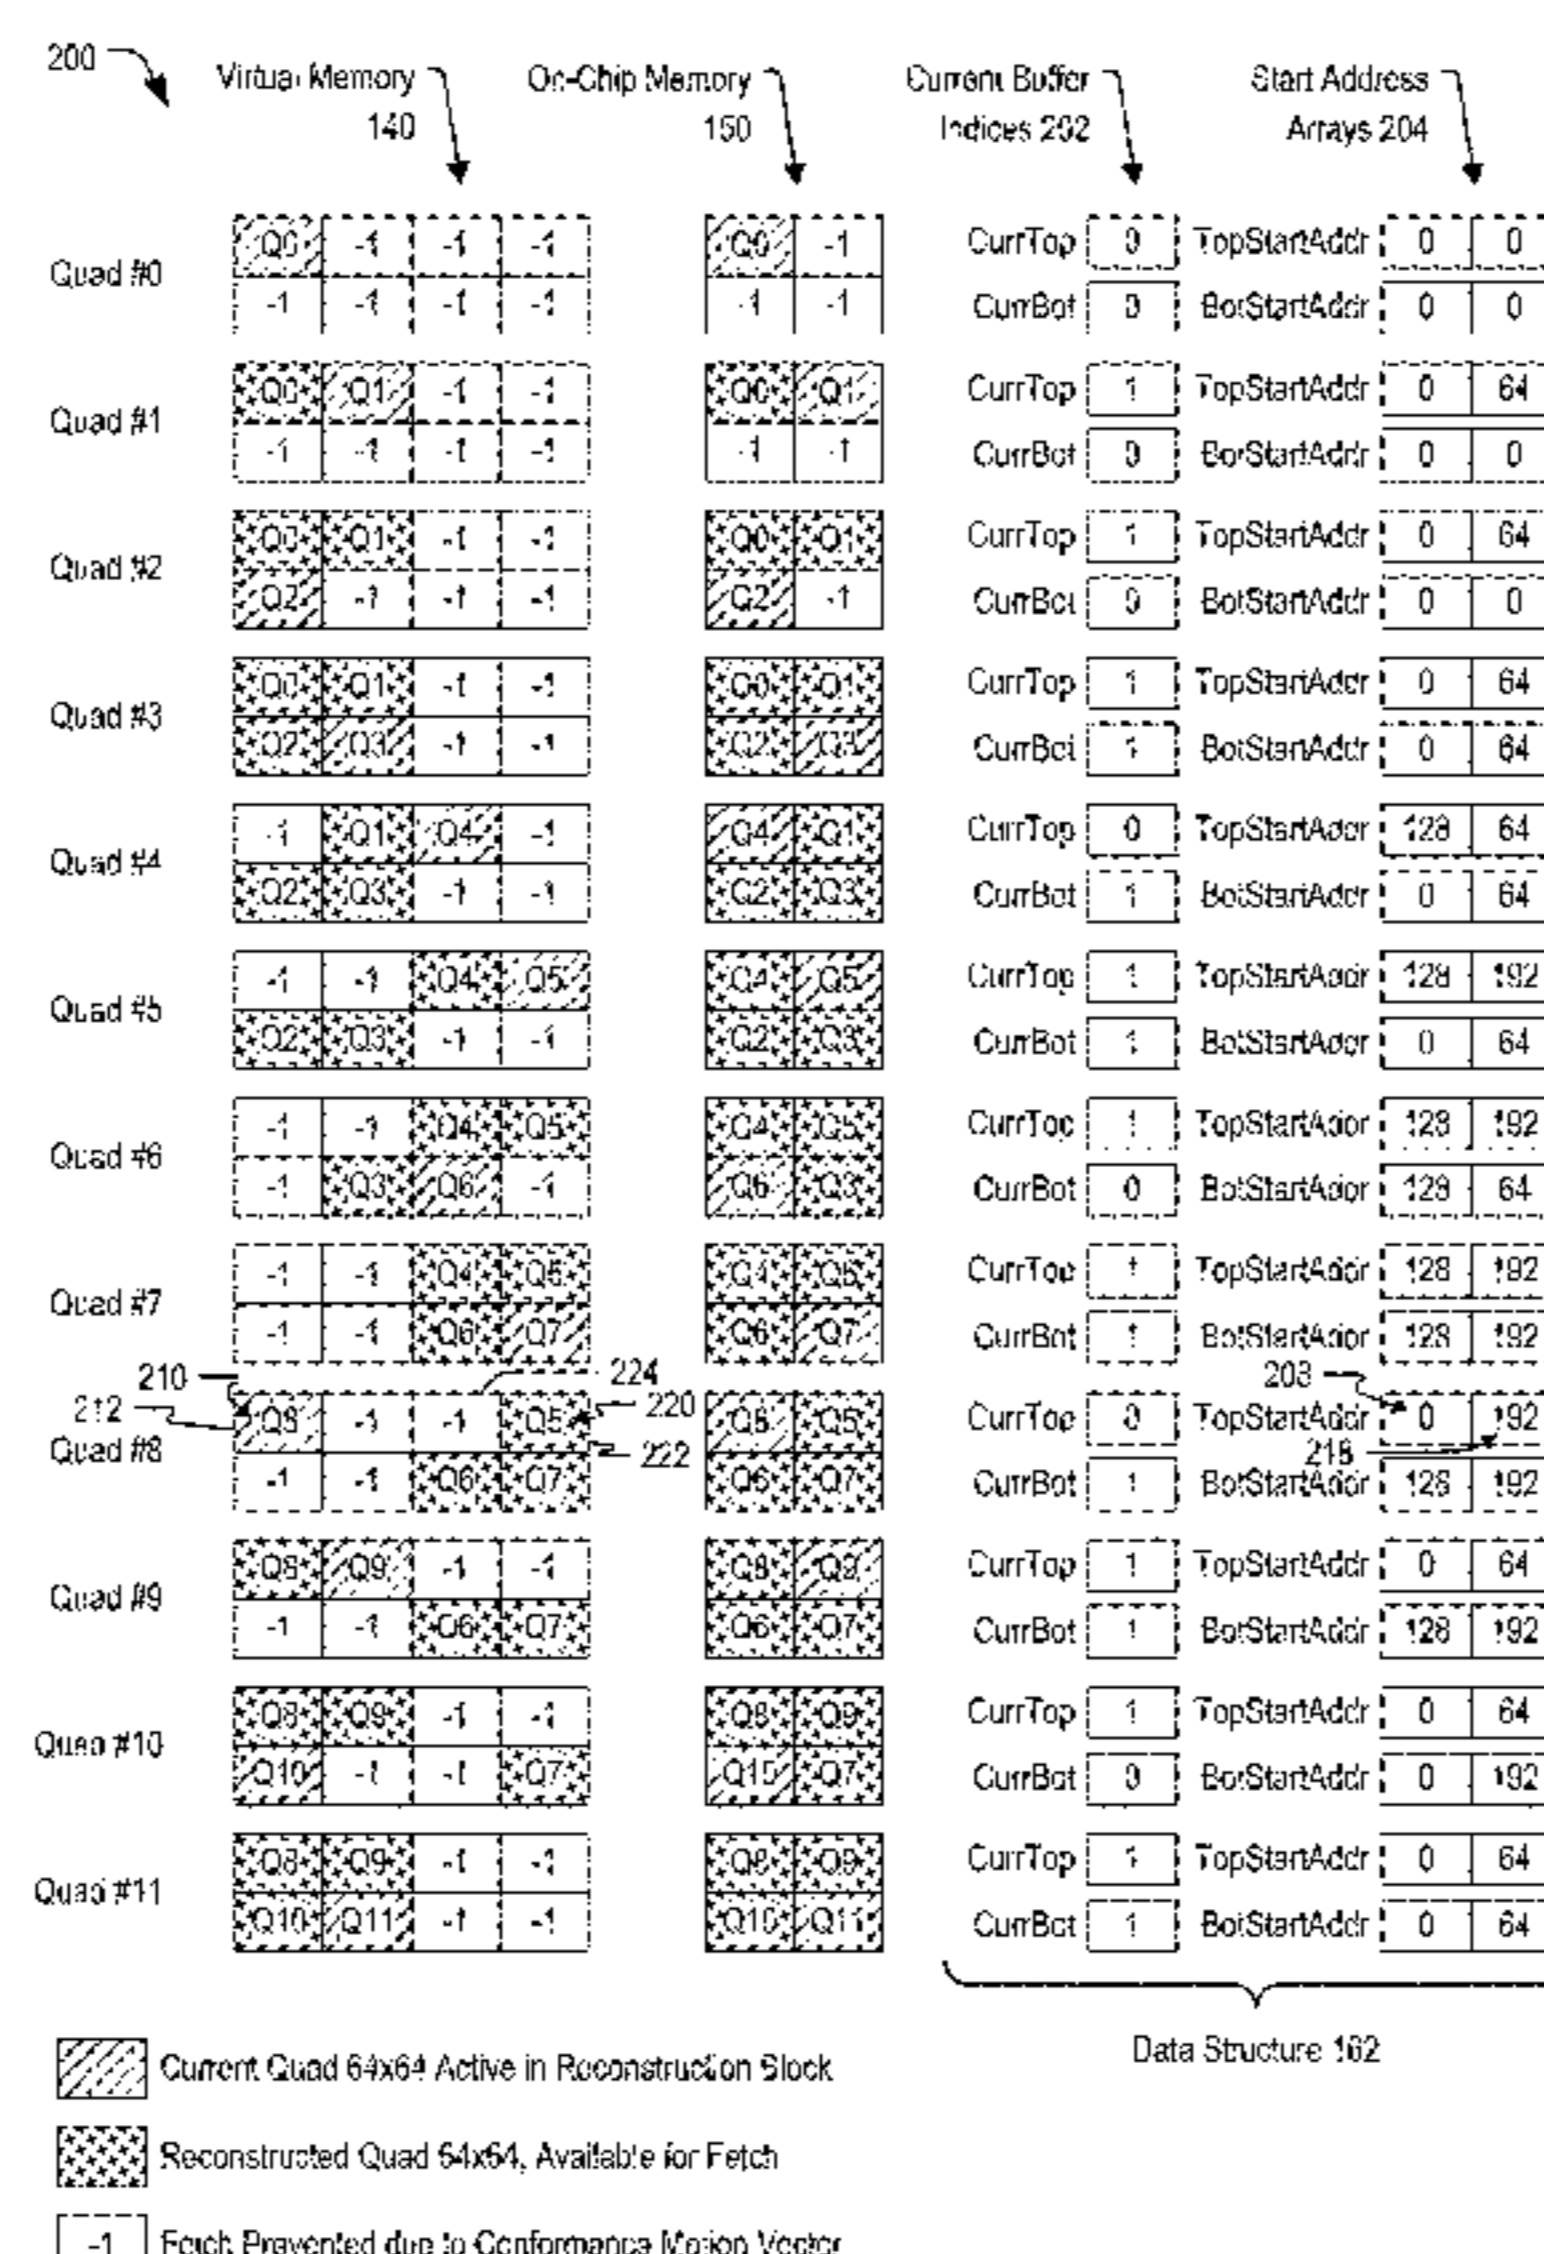 200
Virtual Memory 140
On-Chip Memory 150
Current Buffer Indices 202
Start Address Arrays 204
Quad #0
Q0 -1 -1 -1 Q0 -1 CurrTop 0 TopStartAddr 0 0
-1 -1 -1 -1 -1 -1 CurrBot 0 BotStartAddr 0 0
Quad #1
Q0 Q1 -1 -1 Q0 Q1 CurrTop 1 TopStartAddr 0 64
-1 -1 -1 -1 -1 -1 CurrBot 0 BotStartAddr 0 0
Quad #2
Q0 Q1 -1 -1 Q0 Q1 CurrTop 1 TopStartAddr 0 64
Q2 -1 -1 -1 Q2 -1 CurrBot 0 BotStartAddr 0 0
Quad #3
Q0 Q1 -1 -1 Q0 Q1 CurrTop 1 TopStartAddr 0 64
Q2 Q3 -1 -1 Q2 Q3 CurrBot 1 BotStartAddr 0 64
Quad #4
-1 Q1 Q4 -1 Q4 Q1 CurrTop 0 TopStartAddr 128 64
Q2 Q3 -1 -1 Q2 Q3 CurrBot 1 BotStartAddr 0 64
Quad #5
-1 -1 Q4 Q5 Q4 Q5 CurrTop 1 TopStartAddr 128 192
Q2 Q3 -1 -1 Q2 Q3 CurrBot 1 BotStartAddr 0 64
Quad #6
-1 -1 Q4 Q5 Q4 Q5 CurrTop 1 TopStartAddr 128 192
-1 Q3 Q6 -1 Q6 Q3 CurrBot 0 BotStartAddr 128 64
Quad #7
-1 -1 Q4 Q5 Q4 Q5 CurrTop 1 TopStartAddr 128 192
-1 -1 Q6 Q7 Q6 Q7 CurrBot 1 BotStartAddr 128 192
210 224 208
212 220
Quad #8
Q8 -1 -1 Q5 Q8 Q5 CurrTop 0 TopStartAddr 0 192
222 218
-1 -1 Q6 Q7 Q6 Q7 CurrBot 1 BotStartAddr 128 192
Quad #9
Q8 Q9 -1 -1 Q8 Q9 CurrTop 1 TopStartAddr 0 64
-1 -1 Q6 Q7 Q6 Q7 CurrBot 1 BotStartAddr 128 192
Quad #10
Q8 Q9 -1 -1 Q8 Q9 CurrTop 1 TopStartAddr 0 64
Q10 -1 -1 Q7 Q10 Q7 CurrBot 0 BotStartAddr 0 192
Quad #11
Q8 Q9 -1 -1 Q8 Q9 CurrTop 1 TopStartAddr 0 64
Q10 Q11 -1 -1 Q10 Q11 CurrBot 1 BotStartAddr 0 64
Data Structure 162
Current Quad 64x64 Active in Reconstruction Block
Reconstructed Quad 64x64, Available for Fetch
-1 Fetch Prevented due to Conformance Motion Vector